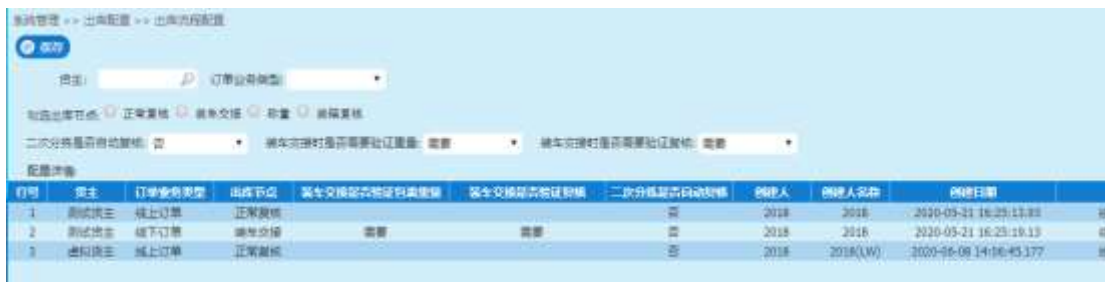 系统管理 >> 出库配置 >> 出库流程配置
保存
货主: 订单业务类型:
勾选出库节点: 正常复核 装车交接 称重 装箱复核
二次分拣是否自动复核: 否 装车交接时是否需要验证重量: 需要 装车交接时是否需要验证复核: 需要
配置详情
行号 货主 订单业务类型 出库节点 装车交接是否验证包裹重量 装车交接是否验证复核 二次分拣是否自动复核 创建人 创建人名称 创建日期
1 测试货主 线上订单 正常复核 否 2018 2018 2020-05-21 16:25:13.93
2 测试货主 线下订单 装车交接 需要 需要 否 2018 2018 2020-05-21 16:25:19.13
3 虚拟货主 线上订单 正常复核 否 2018 2018(LW) 2020-06-08 14:06:45.177